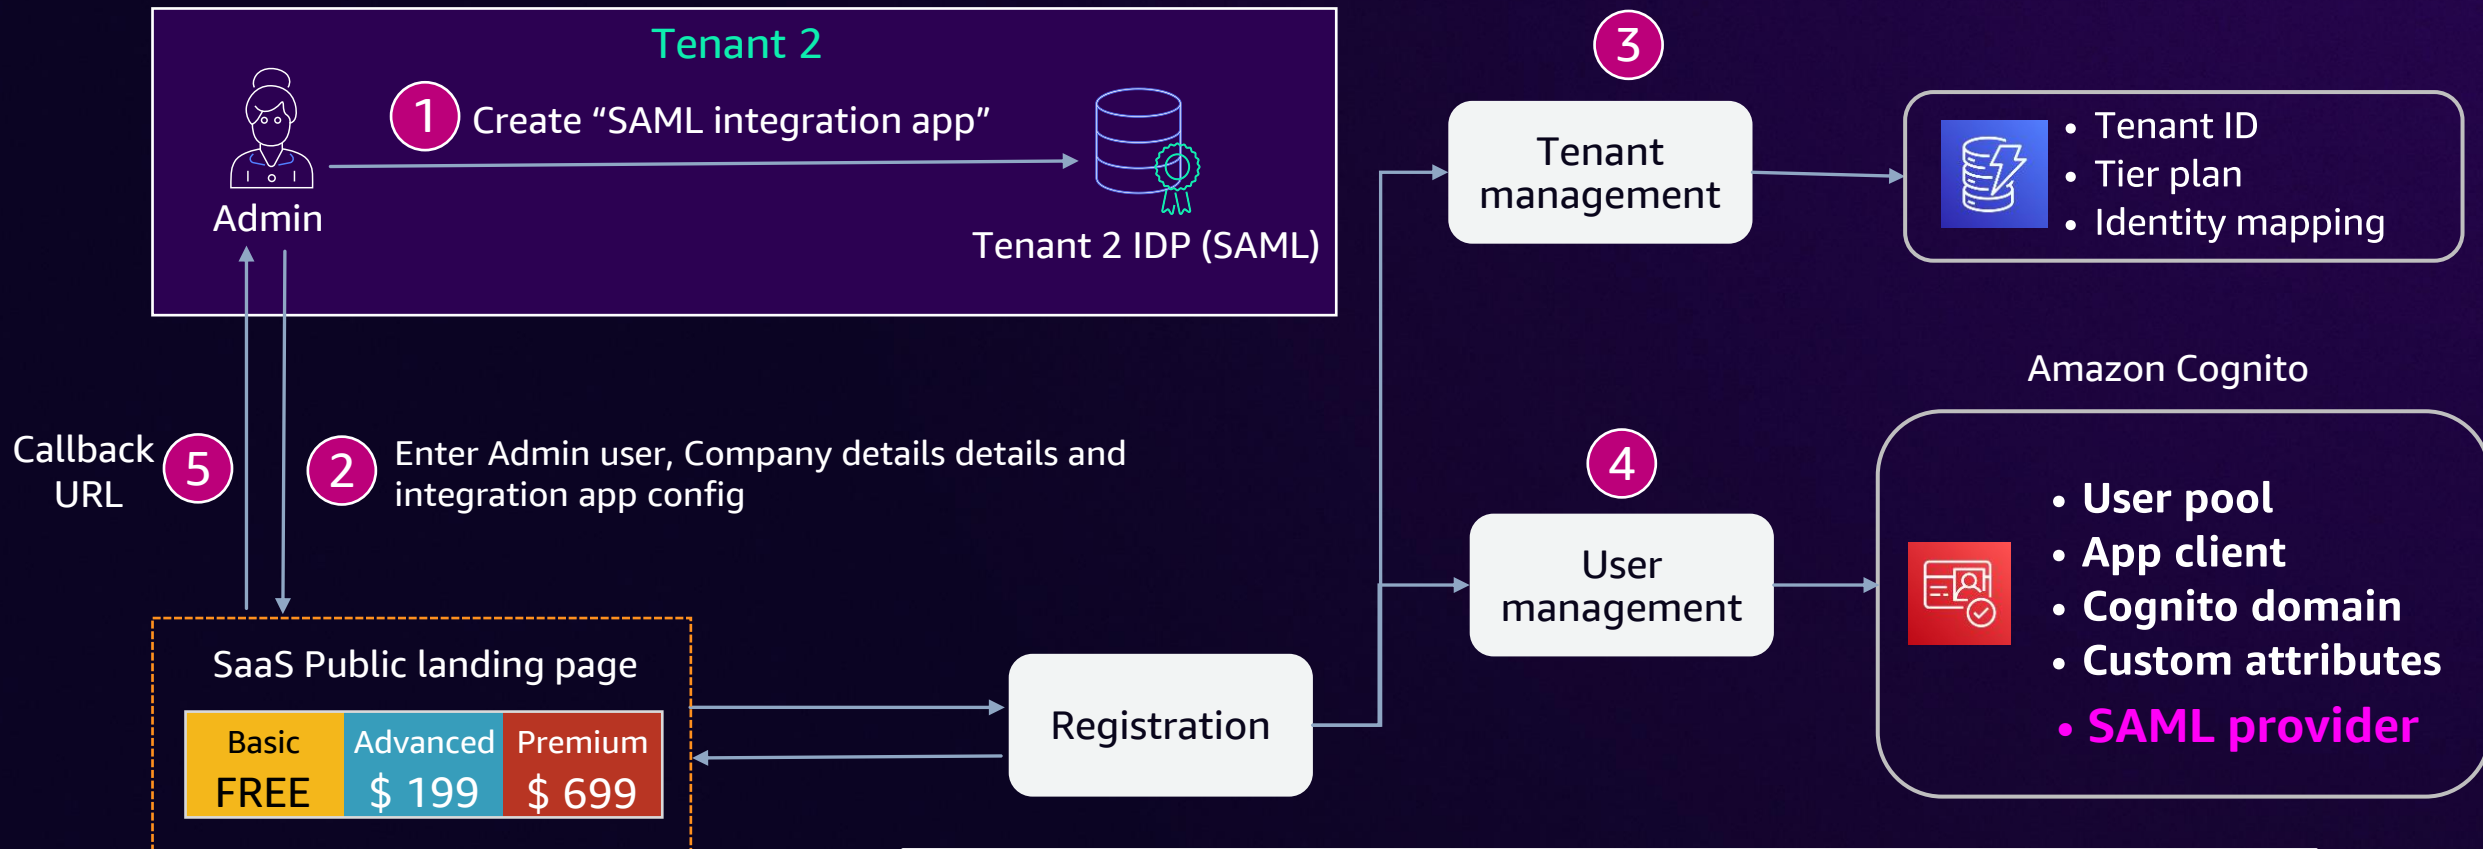 Tenant 2
1
Create “SAML integration app”
Admin
Tenant 2 IDP (SAML)
3
Tenant
management
• Tenant ID
• Tier plan
• Identity mapping
Callback
URL
5
2
Enter Admin user, Company details details and
integration app config
4
User
management
Amazon Cognito
• User pool
• App client
• Cognito domain
• Custom attributes
• SAML provider
SaaS Public landing page
Basic
FREE
Advanced
$ 199
Premium
$ 699
Registration